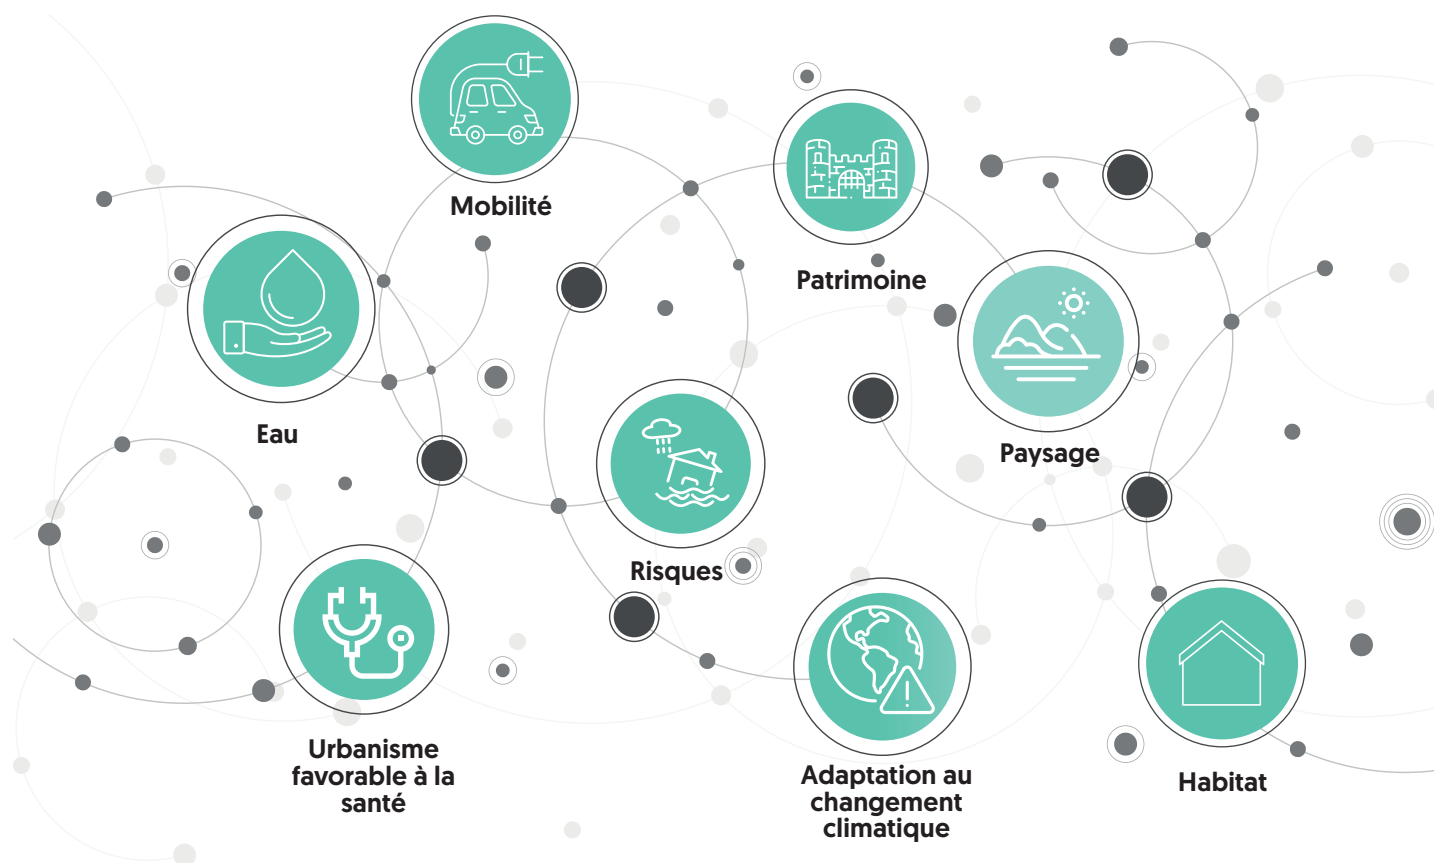 Mobilité
Patrimoine
Eau
Paysage
Risques
Urbanisme
favorable à la
santé
Adaptation au
changement
climatique
Habitat